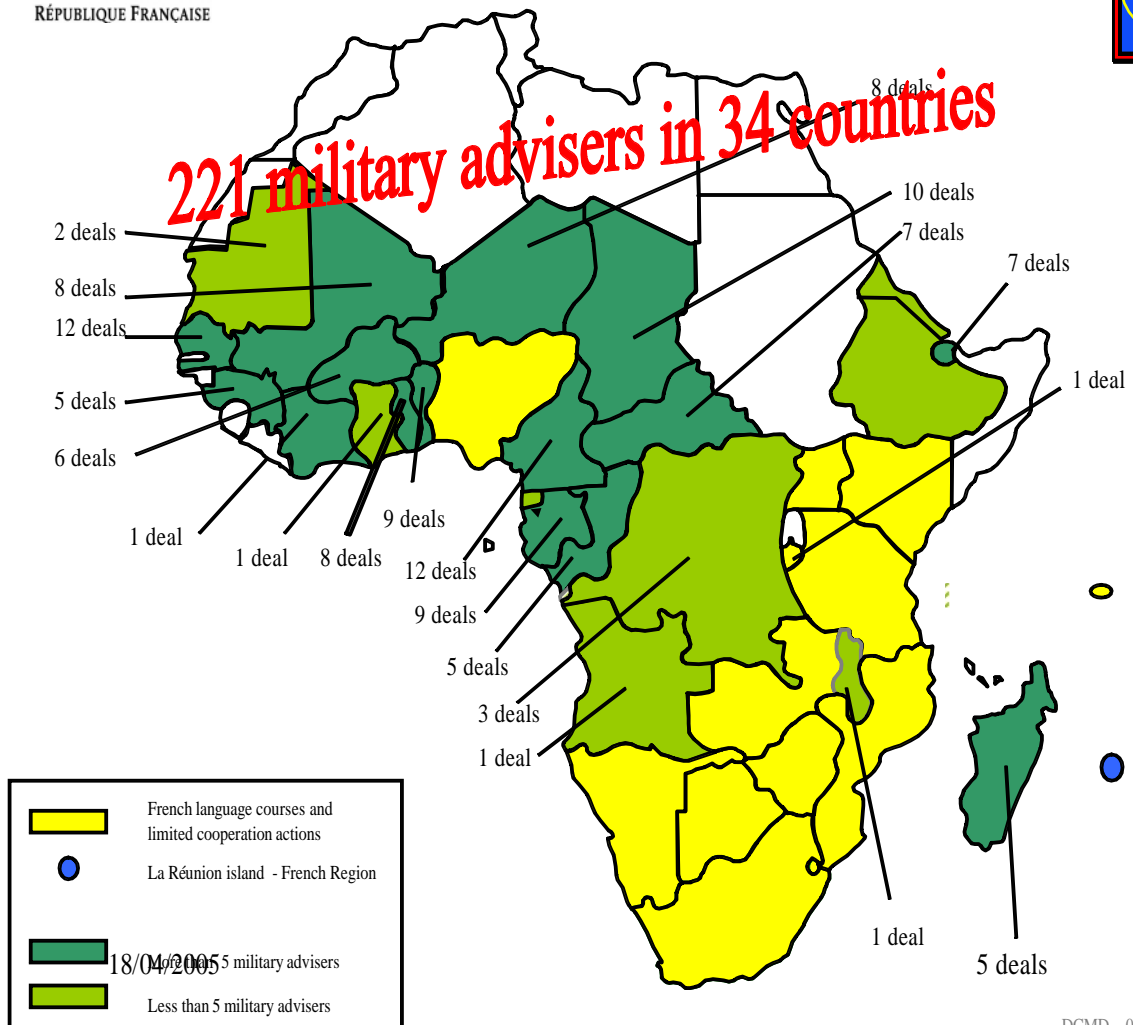 RÉPUBLIQUE FRANÇAISE
221 military advisers in 34 countries
8 deals
10 deals
7 deals
7 deals
1 deal
2 deals
8 deals
12 deals
5 deals
6 deals
1 deal
1 deal
8 deals
9 deals
12 deals
9 deals
5 deals
3 deals
1 deal
1 deal
5 deals
French language courses and
limited cooperation actions
La Réunion island - French Region
More than 5 military advisers
18/04/2005
Less than 5 military advisers